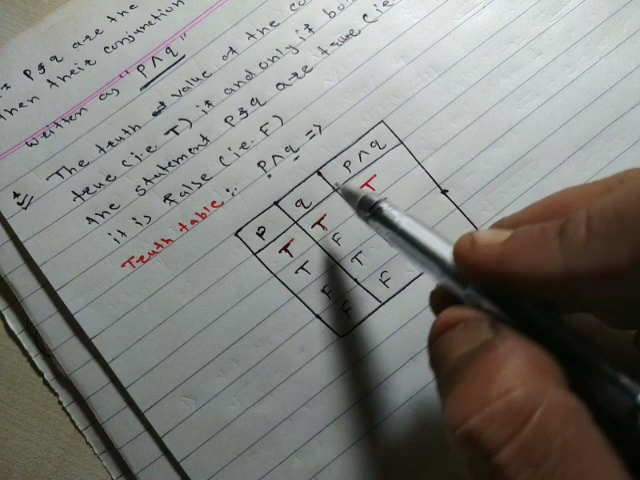 P & q are the
then their conjunction
written as "P∧q"
The truth value of the co
true (i.e. T) if and only if bo
the statement P & q are true (ie
it is false (i.e. F)
Truth table: P∧q =>
P q P∧q
T T T
T F
F T
F F